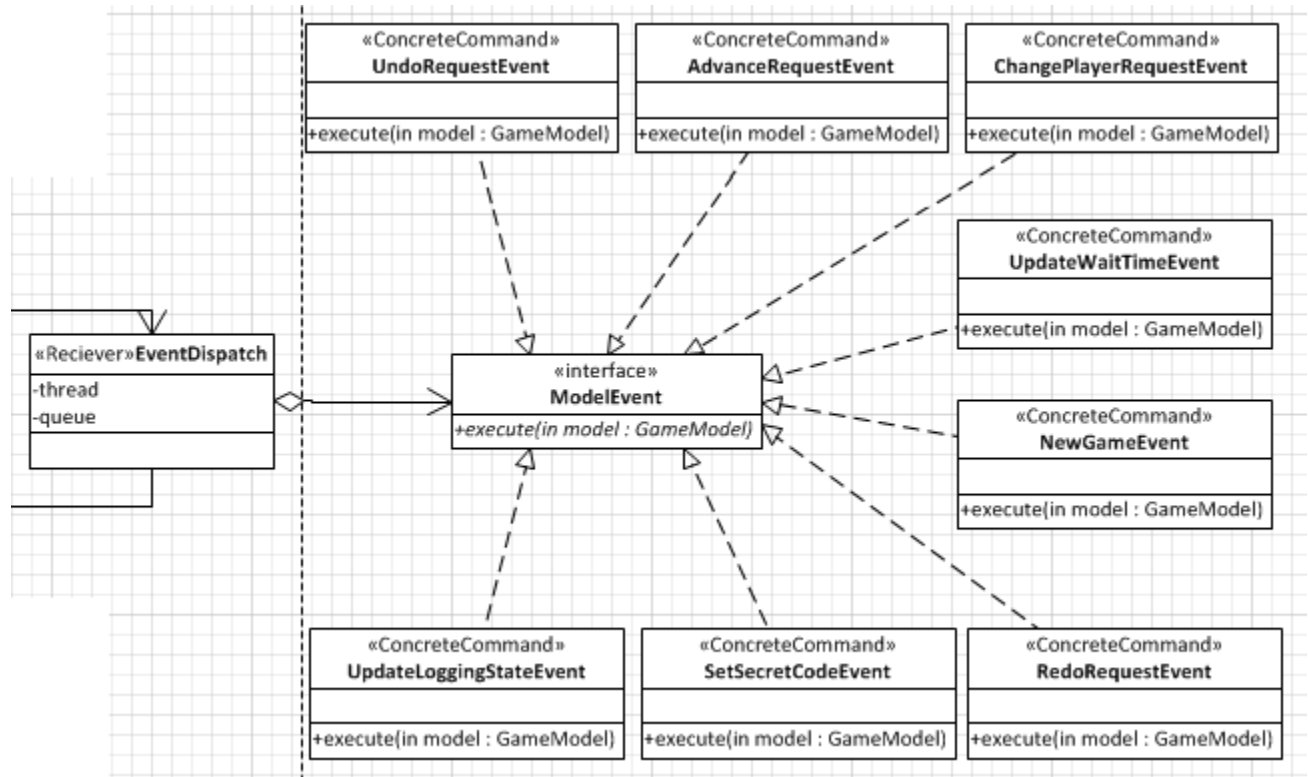 «ConcreteCommand»
UndoRequestEvent
+execute(in model : GameModel)
«ConcreteCommand»
AdvanceRequestEvent
+execute(in model : GameModel)
«ConcreteCommand»
ChangePlayerRequestEvent
+execute(in model : GameModel)
«ConcreteCommand»
UpdateWaitTimeEvent
+execute(in model : GameModel)
«Reciever»EventDispatch
-thread
-queue
«interface»
ModelEvent
+execute(in model : GameModel)
«ConcreteCommand»
NewGameEvent
+execute(in model : GameModel)
«ConcreteCommand»
UpdateLoggingStateEvent
+execute(in model : GameModel)
«ConcreteCommand»
SetSecretCodeEvent
+execute(in model : GameModel)
«ConcreteCommand»
RedoRequestEvent
+execute(in model : GameModel)